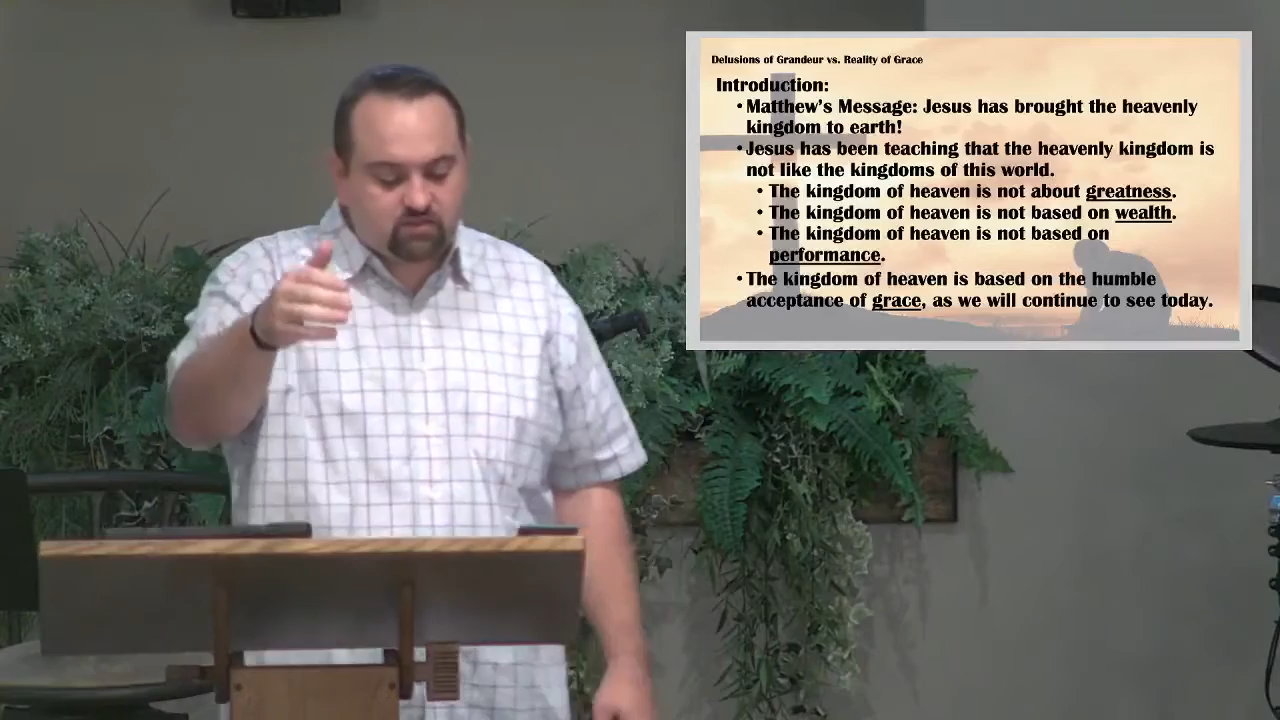 Delusions of Grandeur vs. Reality of Grace
Introduction:
•Matthew's Message: Jesus has brought the heavenly
kingdom to earth!
•Jesus has been teaching that the heavenly kingdom is
not like the kingdoms of this world.
• The kingdom of heaven is not about greatness.
• The kingdom of heaven is not based on wealth.
• The kingdom of heaven is not based on
performance.
•The kingdom of heaven is based on the humble
acceptance of grace, as we will continue to see today.